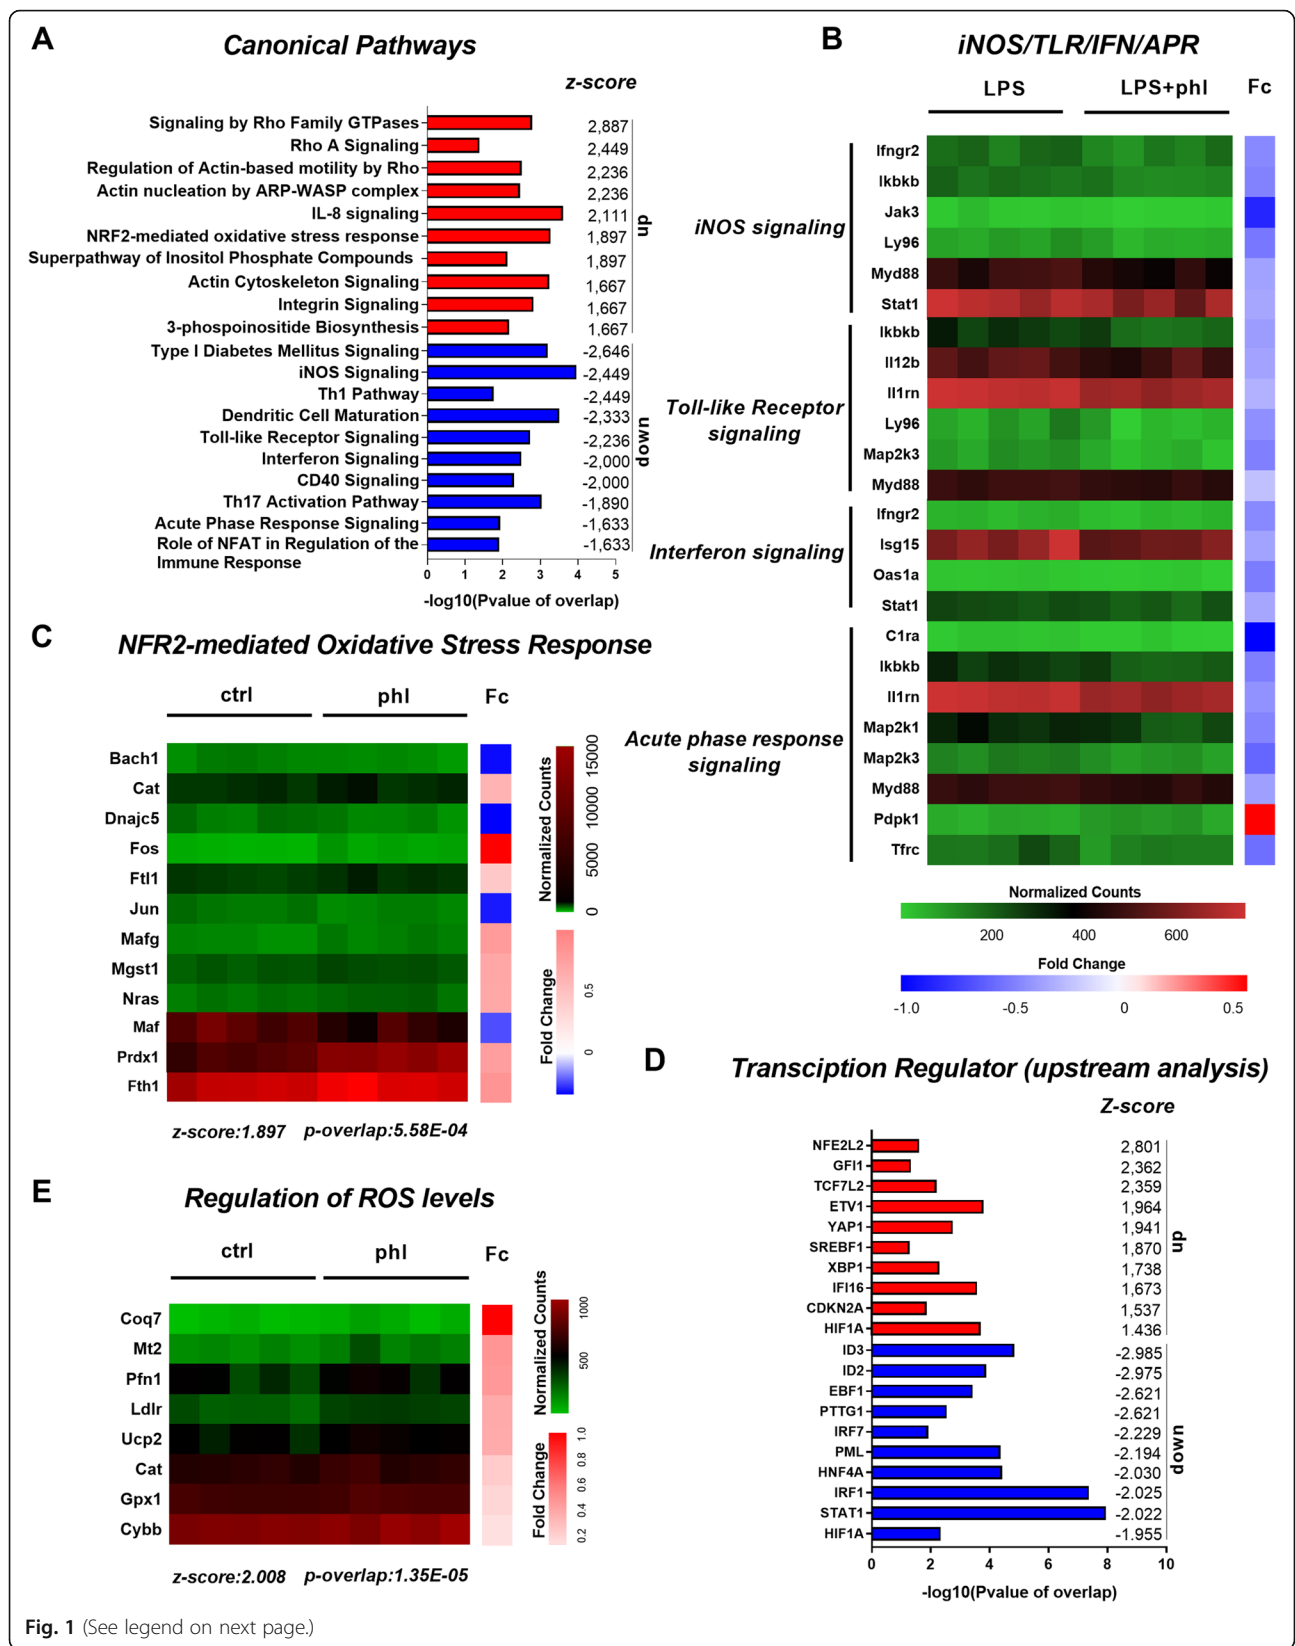 A
Canonical Pathways
z-score
Signaling by Rho Family GTPases 2,887
Rho A Signaling 2,449
Regulation of Actin-based motility by Rho 2,236
Actin nucleation by ARP-WASP complex 2,236
IL-8 signaling 2,111
NRF2-mediated oxidative stress response 1,897
Superpathway of Inositol Phosphate Compounds 1,897
Actin Cytoskeleton Signaling 1,667
Integrin Signaling 1,667
3-phospoinositide Biosynthesis 1,667
up
Type I Diabetes Mellitus Signaling -2,646
iNOS Signaling -2,449
Th1 Pathway -2,449
Dendritic Cell Maturation -2,333
Toll-like Receptor Signaling -2,236
Interferon Signaling -2,000
CD40 Signaling -2,000
Th17 Activation Pathway -1,890
Acute Phase Response Signaling -1,633
Role of NFAT in Regulation of the -1,633
Immune Response
down
0 1 2 3 4 5
-log10(Pvalue of overlap)
B
iNOS/TLR/IFN/APR
LPS LPS+phl Fc
iNOS signaling
Ifngr2
Ikbkb
Jak3
Ly96
Myd88
Stat1
Toll-like Receptor
signaling
Ikbkb
Il12b
Il1rn
Ly96
Map2k3
Myd88
Interferon signaling
Ifngr2
Isg15
Oas1a
Stat1
Acute phase response
signaling
C1ra
Ikbkb
Il1rn
Map2k1
Map2k3
Myd88
Pdpk1
Tfrc
Normalized Counts
200 400 600
Fold Change
-1.0 -0.5 0 0.5
C
NFR2-mediated Oxidative Stress Response
ctrl phl Fc
Bach1
Cat
Dnajc5
Fos
Ftl1
Jun
Mafg
Mgst1
Nras
Maf
Prdx1
Fth1
Normalized Counts
0 5000 10000 15000
Fold Change
0 0.5
z-score:1.897 p-overlap:5.58E-04
D
Transciption Regulator (upstream analysis)
Z-score
NFE2L2 2,801
GFI1 2,362
TCF7L2 2,359
ETV1 1,964
YAP1 1,941
SREBF1 1,870
XBP1 1,738
IFI16 1,673
CDKN2A 1,537
HIF1A 1.436
up
ID3 -2.985
ID2 -2.975
EBF1 -2.621
PTTG1 -2.621
IRF7 -2.229
PML -2.194
HNF4A -2.030
IRF1 -2.025
STAT1 -2.022
HIF1A -1.955
down
0 2 4 6 8 10
-log10(Pvalue of overlap)
E
Regulation of ROS levels
ctrl phl Fc
Coq7
Mt2
Pfn1
Ldlr
Ucp2
Cat
Gpx1
Cybb
Normalized Counts
500 1000
Fold Change
0.2 0.4 0.6 0.8 1.0
z-score:2.008 p-overlap:1.35E-05
Fig. 1 (See legend on next page.)